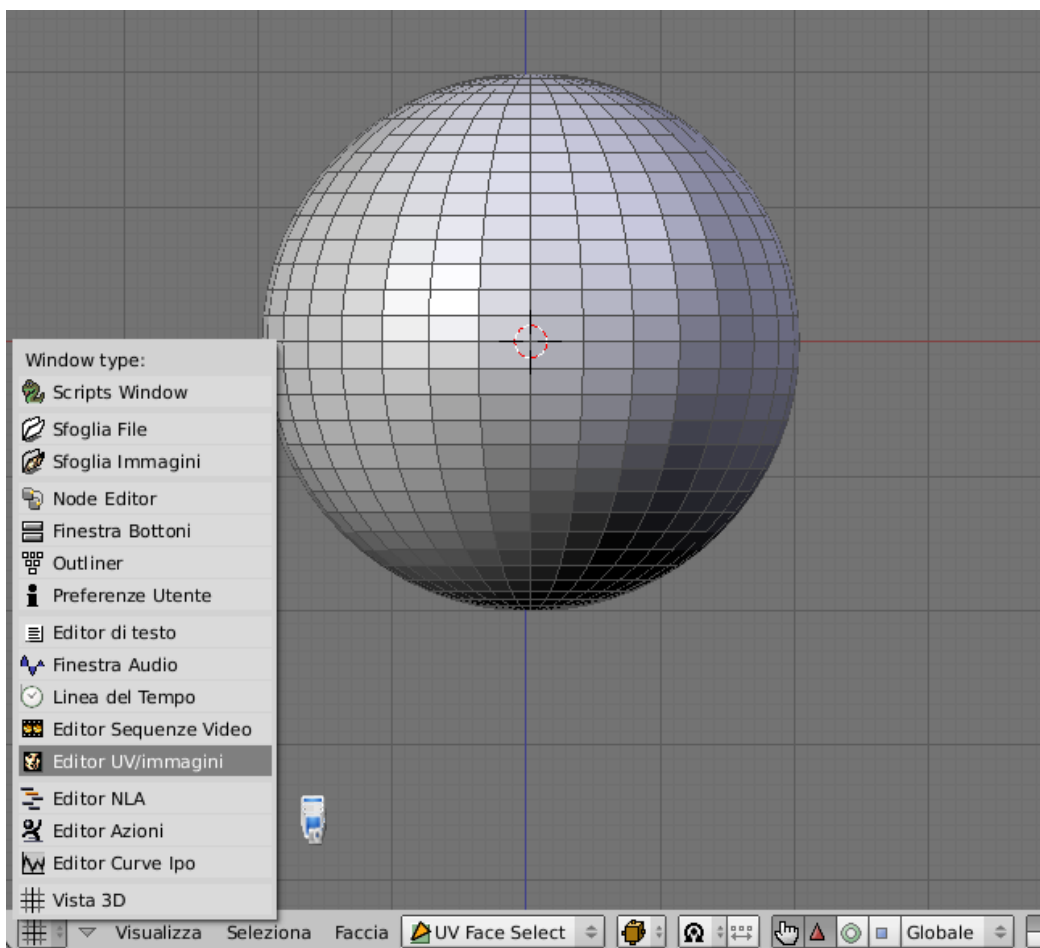 Window type:
Scripts Window
Sfoglia File
Sfoglia Immagini
Node Editor
Finestra Bottoni
Outliner
Preferenze Utente
Editor di testo
Finestra Audio
Linea del Tempo
Editor Sequenze Video
Editor UV/immagini
Editor NLA
Editor Azioni
Editor Curve Ipo
Vista 3D
Visualizza Seleziona Faccia UV Face Select Globale